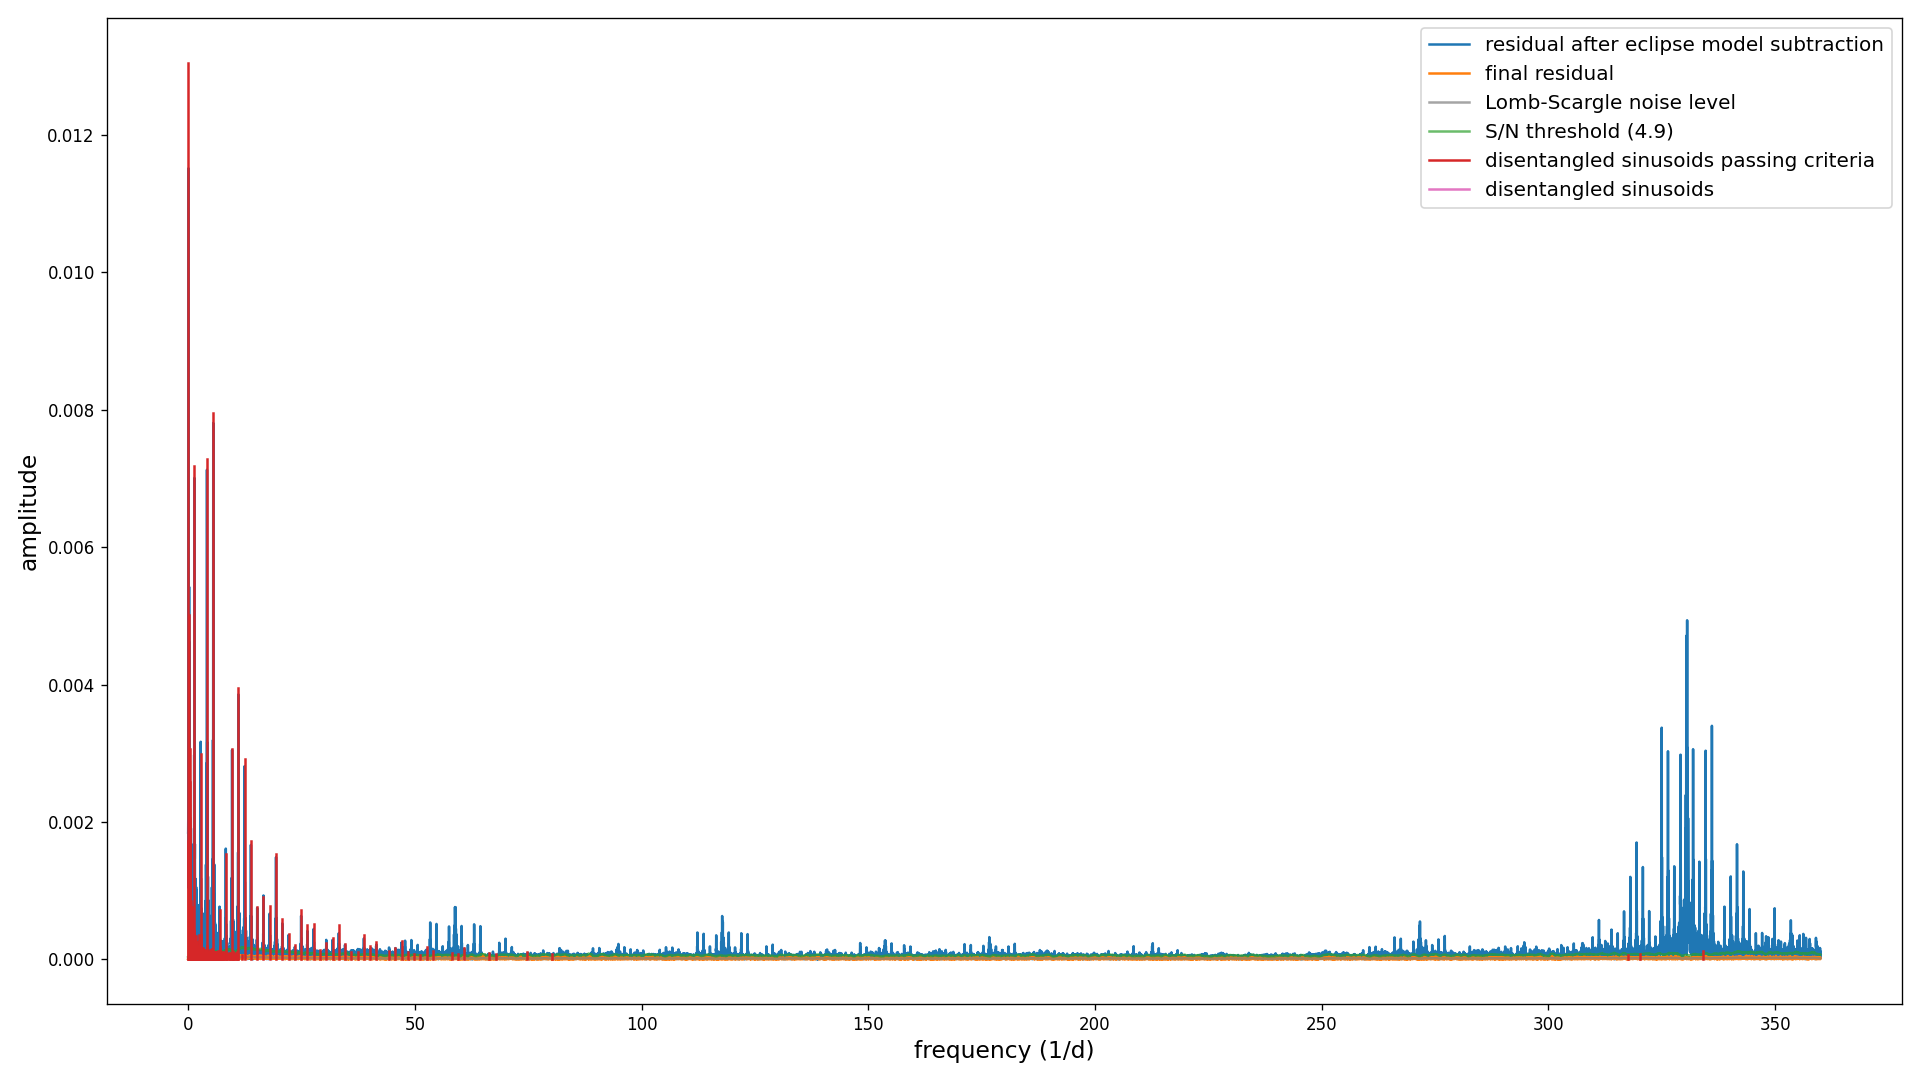 residual after eclipse model subtraction
final residual
Lomb-Scargle noise level
S/N threshold (4.9)
disentangled sinusoids passing criteria
disentangled sinusoids
amplitude
0.012
0.010
0.008
0.006
0.004
0.002
0.000
0 50 100 150 200 250 300 350
frequency (1/d)